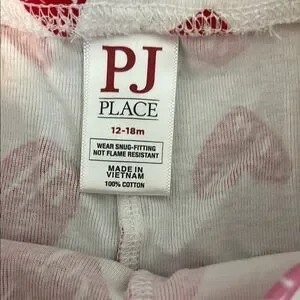 PJ
PLACE
12-18m
WEAR SNUG-FITTING
NOT FLAME RESISTANT
MADE IN
VIETNAM
100% COTTON